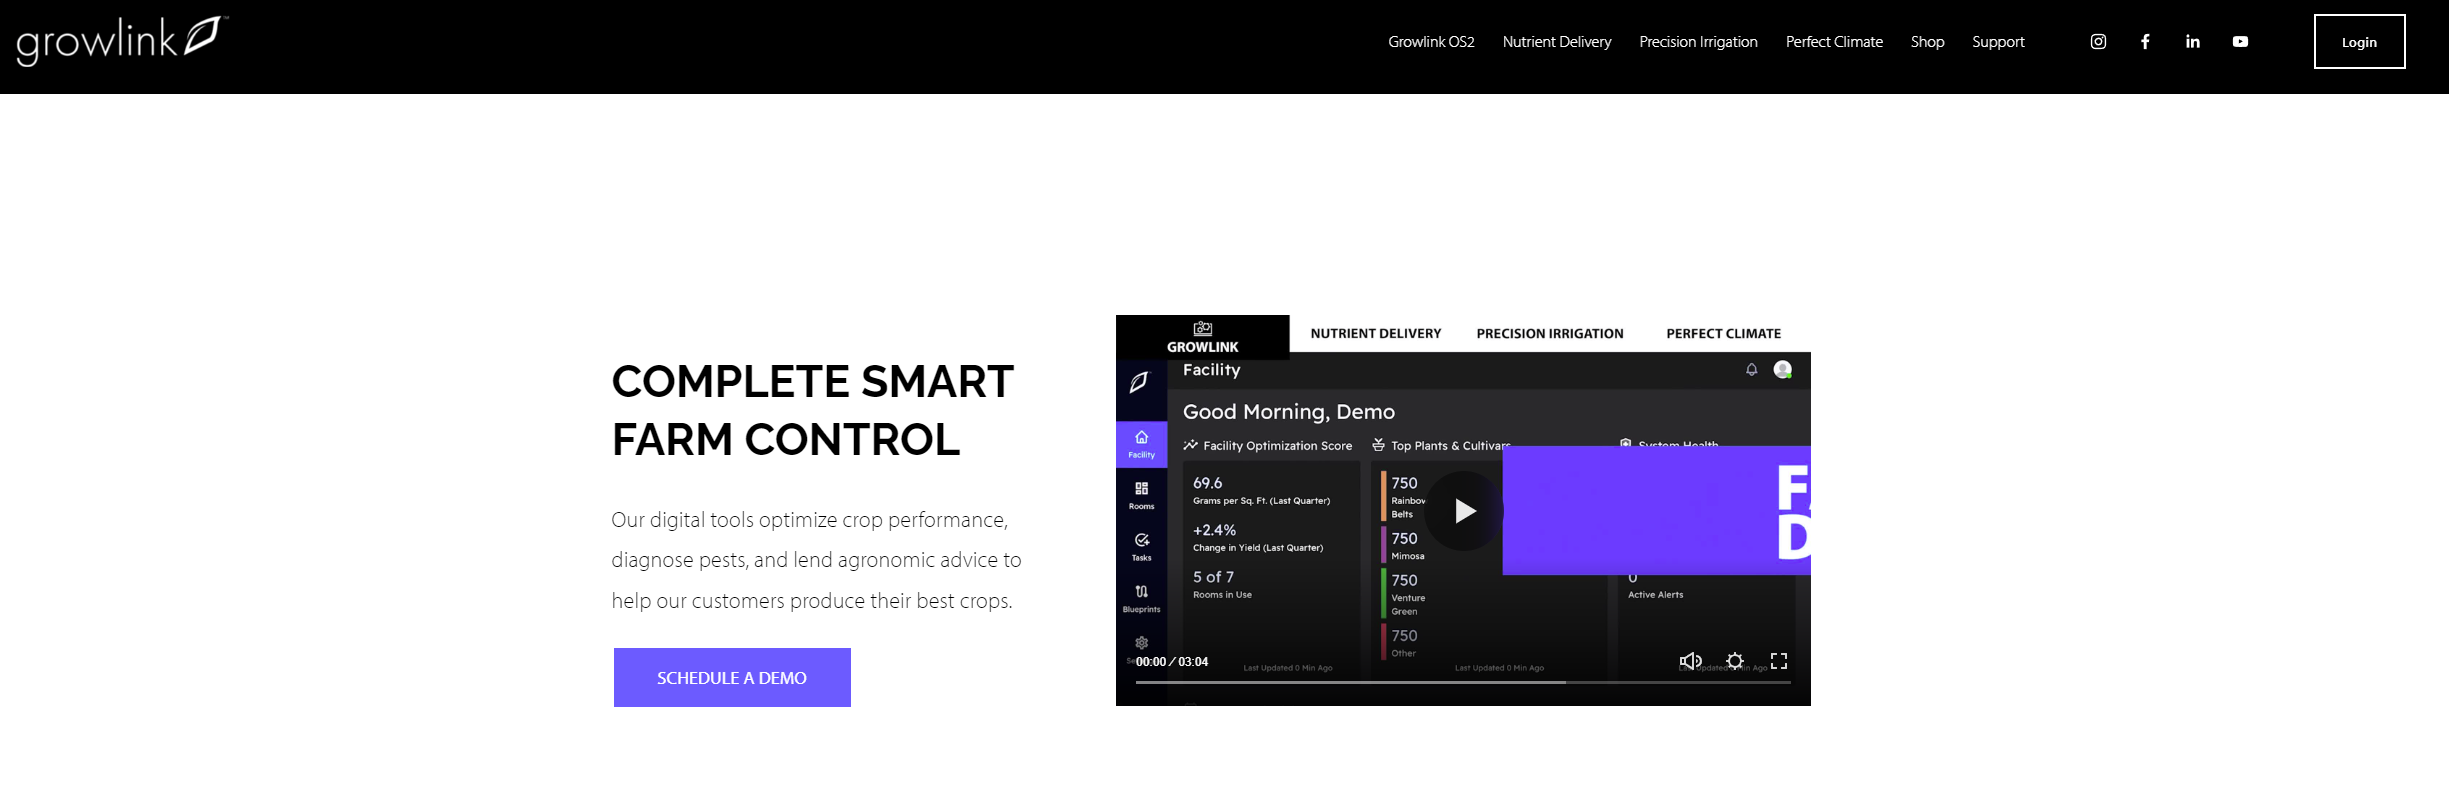 growlink
Growlink OS2
Nutrient Delivery
Precision Irrigation
Perfect Climate
Shop
Support
Login
COMPLETE SMART
FARM CONTROL
Our digital tools optimize crop performance,
diagnose pests, and lend agronomic advice to
help our customers produce their best crops.
SCHEDULE A DEMO
GROWLINK
NUTRIENT DELIVERY
PRECISION IRRIGATION
PERFECT CLIMATE
Facility
Good Morning, Demo
Facility
Rooms
Tasks
Blueprints
Facility Optimization Score
69.6
Grams per Sq. Ft. (Last Quarter)
+2.4%
Change in Yield (Last Quarter)
5 of 7
Rooms in Use
Last Updated 0 Min Ago
Top Plants & Cultivars
750
Rainbow
Belts
750
Mimosa
750
Venture
Green
750
Other
Last Updated 0 Min Ago
System Health
0
Active Alerts
00:00 / 03:04